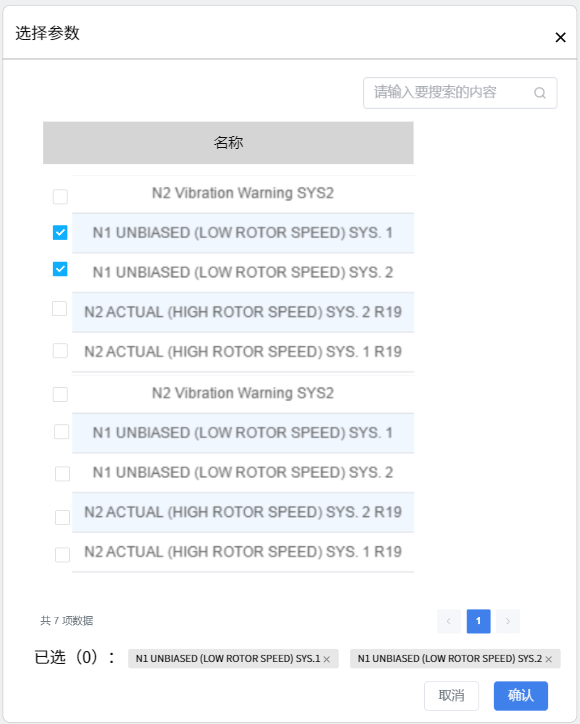 选择参数
请输入要搜索的内容
名称
N2 Vibration Warning SYS2
N1 UNBIASED (LOW ROTOR SPEED) SYS. 1
N1 UNBIASED (LOW ROTOR SPEED) SYS. 2
N2 ACTUAL (HIGH ROTOR SPEED) SYS. 2 R19
N2 ACTUAL (HIGH ROTOR SPEED) SYS. 1 R19
N2 Vibration Warning SYS2
N1 UNBIASED (LOW ROTOR SPEED) SYS. 1
N1 UNBIASED (LOW ROTOR SPEED) SYS. 2
N2 ACTUAL (HIGH ROTOR SPEED) SYS. 2 R19
N2 ACTUAL (HIGH ROTOR SPEED) SYS. 1 R19
共 7 项数据 1
已选（0）： N1 UNBIASED (LOW ROTOR SPEED) SYS.1 N1 UNBIASED (LOW ROTOR SPEED) SYS.2
取消 确认